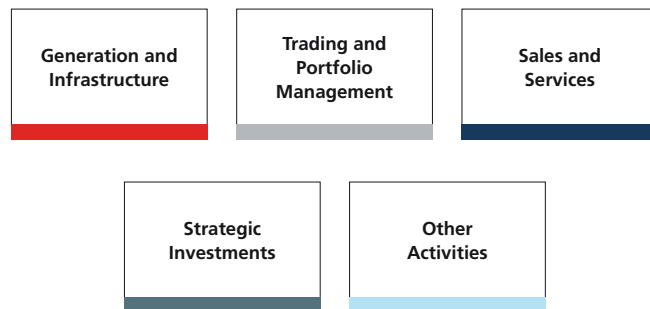 Generation and
Infrastructure
Trading and
Portfolio
Management
Sales and
Services
Strategic
Investments
Other
Activities